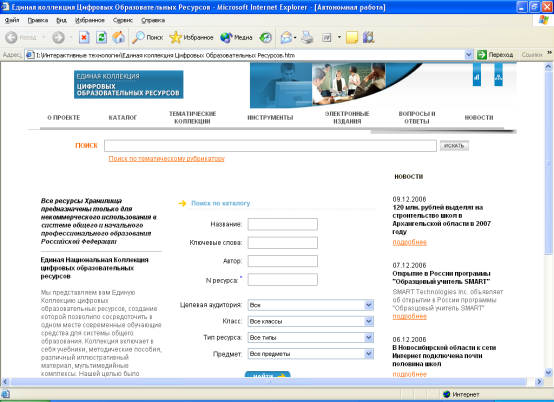 Единая коллекция Цифровых Образовательных Ресурсов - Microsoft Internet Explorer - [Автономная работа]
Файл Правка Вид Избранное Сервис Справка
Назад Поиск Избранное Медиа
Адрес: I:\Интерактивные технологии\Единая коллекция Цифровых Образовательных Ресурсов.htm Переход Ссылки »
ЕДИНАЯ КОЛЛЕКЦИЯ
ЦИФРОВЫХ
ОБРАЗОВАТЕЛЬНЫХ РЕСУРСОВ
О ПРОЕКТЕ КАТАЛОГ ТЕМАТИЧЕСКИЕ КОЛЛЕКЦИИ ИНСТРУМЕНТЫ ЭЛЕКТРОННЫЕ ИЗДАНИЯ ВОПРОСЫ И ОТВЕТЫ НОВОСТИ
ПОИСК ИСКАТЬ
Поиск по тематическому рубрикатору
Все ресурсы Хранилища
предназначены только для
некоммерческого использования в
системе общего и начального
профессионального образования
Российской Федерации
Единая Национальная Коллекция
цифровых образовательных
ресурсов
Мы представляем вам Единую
Коллекцию цифровых
образовательных ресурсов, создание
которой позволило сосредоточить в
одном месте современные обучающие
средства для системы общего
образования. Коллекция включает в
себя учебники, методические пособия,
различный иллюстративный
материал, мультимедийные
комплексы. Нашей целью было
Поиск по каталогу
Название:
Ключевые слова:
Автор:
N ресурса: *
Целевая аудитория: Все
Класс: Все классы
Тип ресурса: Все типы
Предмет: Все предметы
НАЙТИ
НОВОСТИ
09.12.2006
120 млн. рублей выделят на
строительство школ в
Архангельской области в 2007
году
подробнее
07.12.2006
Открытие в России программы
"Образцовый учитель SMART"
SMART Technologies Inc. объявляет
об открытии в России программы
"Образцовый учитель SMART"
подробнее
06.12.2006
В Новосибирской области к сети
Интернет подключена почти
половина школ
подробнее
Интернет